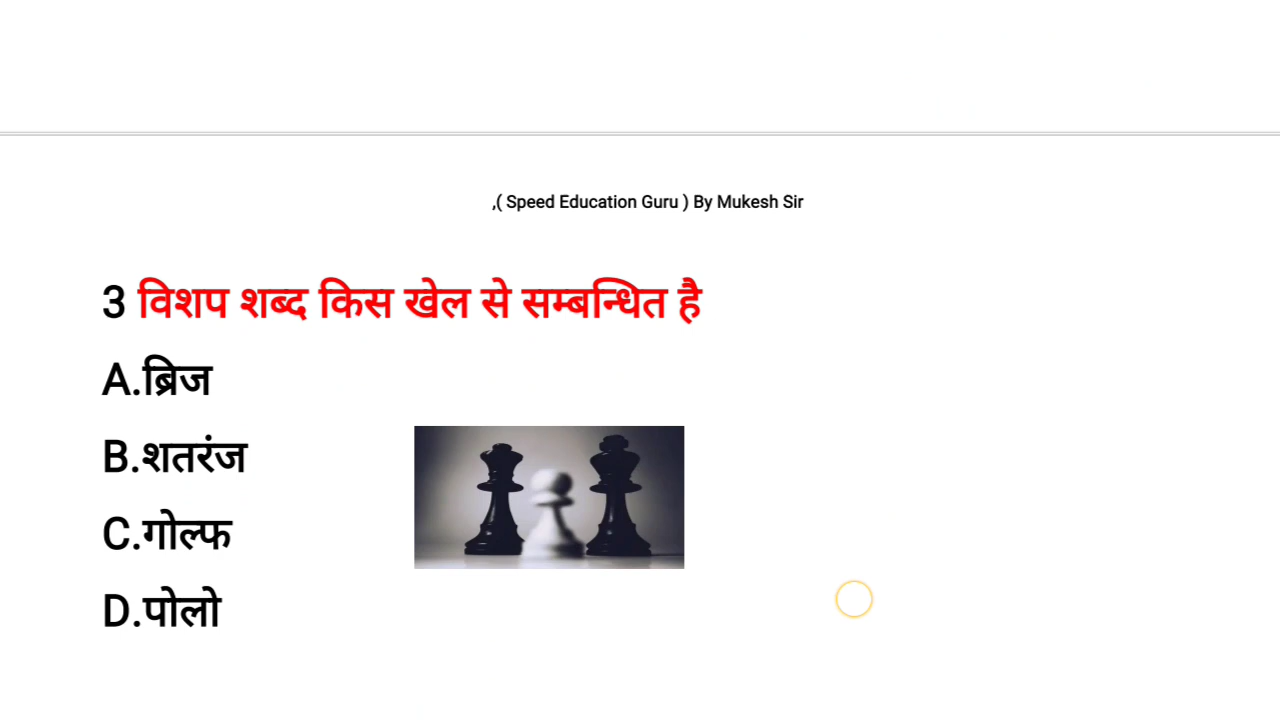 ,( Speed Education Guru ) By Mukesh Sir
3 विशप शब्द किस खेल से सम्बन्धित है
A.ब्रिज
B.शतरंज
C.गोल्फ
D.पोलो